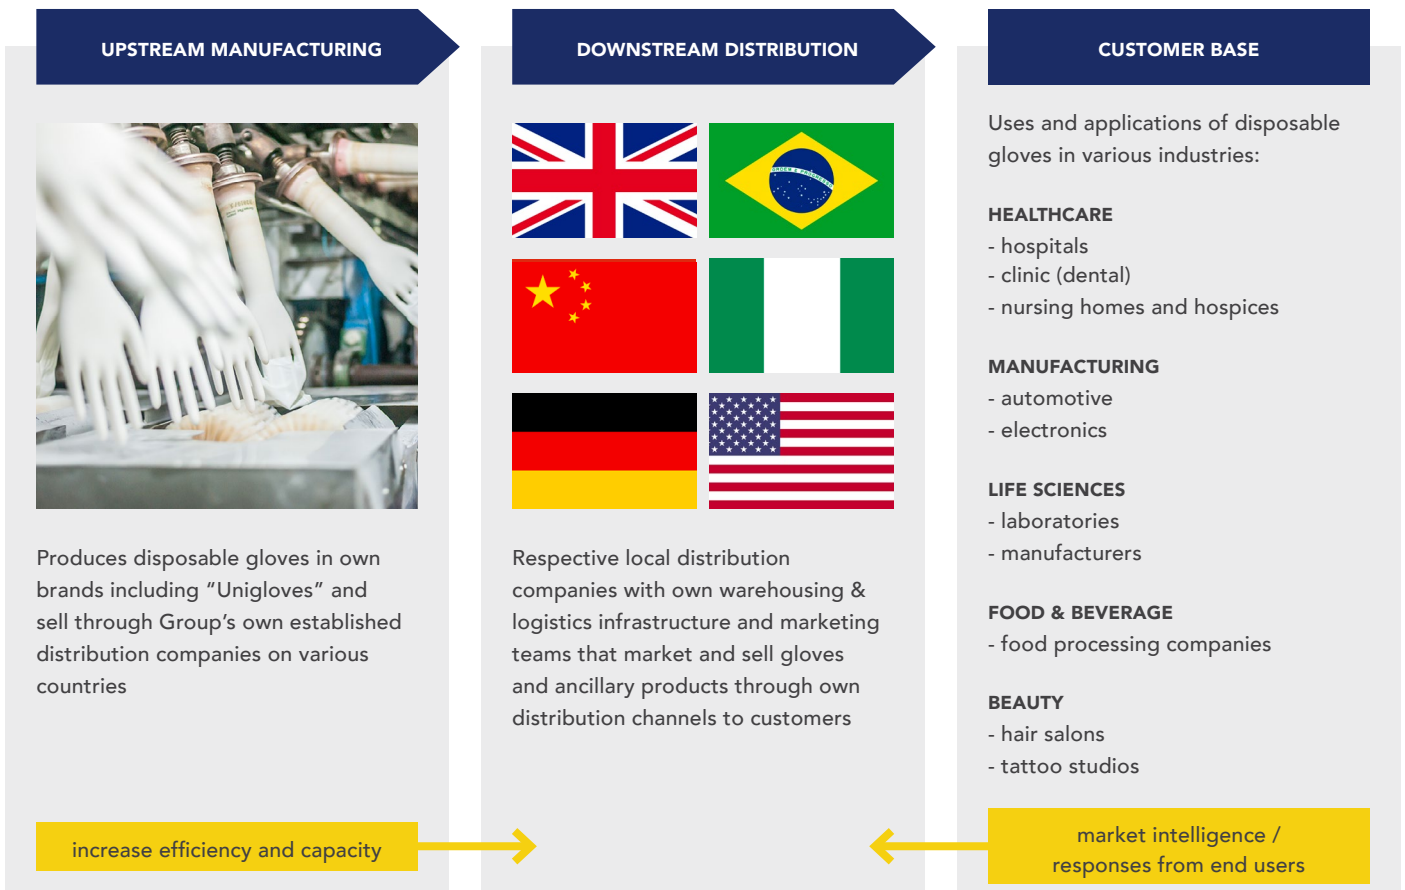 UPSTREAM MANUFACTURING
Produces disposable gloves in own
brands including “Unigloves” and
sell through Group’s own established
distribution companies on various
countries
increase efficiency and capacity
DOWNSTREAM DISTRIBUTION
Respective local distribution
companies with own warehousing &
logistics infrastructure and marketing
teams that market and sell gloves
and ancillary products through own
distribution channels to customers
CUSTOMER BASE
Uses and applications of disposable
gloves in various industries:
HEALTHCARE
- hospitals
- clinic (dental)
- nursing homes and hospices
MANUFACTURING
- automotive
- electronics
LIFE SCIENCES
- laboratories
- manufacturers
FOOD & BEVERAGE
- food processing companies
BEAUTY
- hair salons
- tattoo studios
market intelligence /
responses from end users